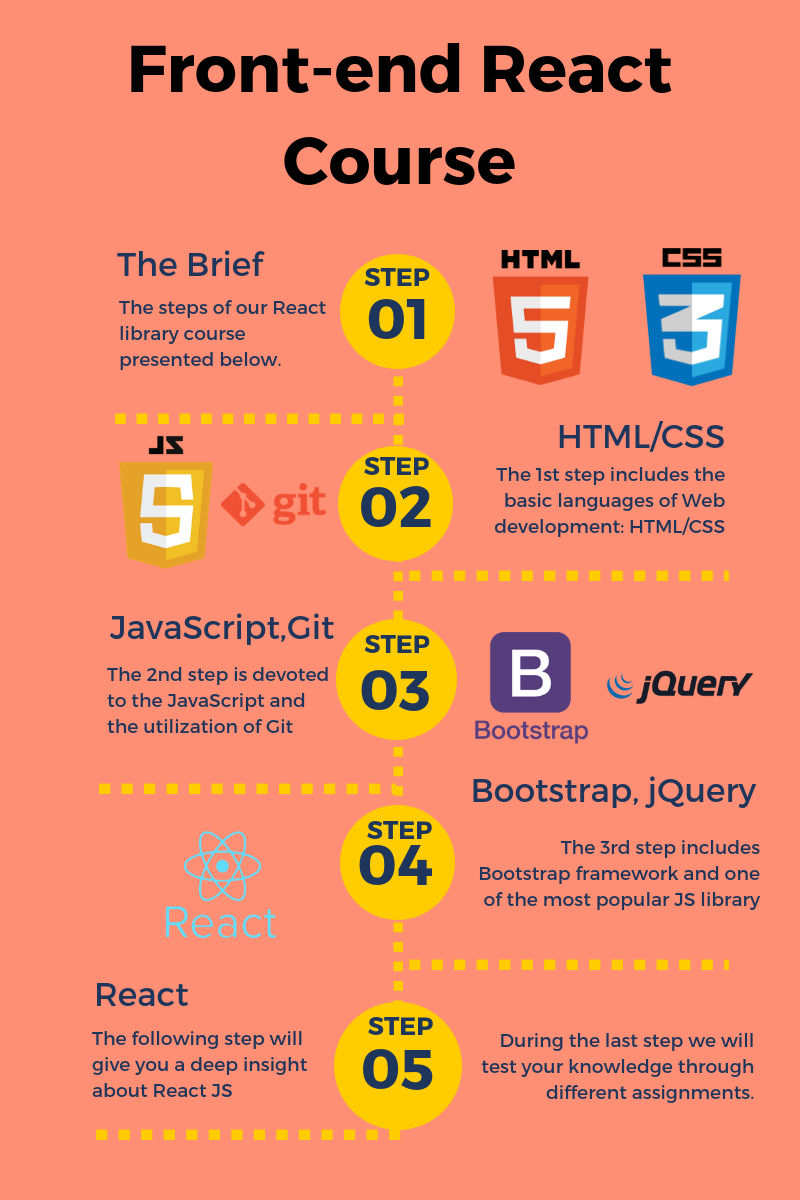 Front-end React
Course
The Brief
The steps of our React
library course
presented below.
STEP
01
HTML
5
CSS
3
HTML/CSS
The 1st step includes the
basic languages of Web
development: HTML/CSS
JS
5
git
STEP
02
JavaScript,Git
The 2nd step is devoted
to the JavaScript and
the utilization of Git
STEP
03
B
Bootstrap
jQuery
Bootstrap, jQuery
The 3rd step includes
Bootstrap framework and one
of the most popular JS library
React
STEP
04
React
The following step will
give you a deep insight
about React JS
STEP
05
During the last step we will
test your knowledge through
different assignments.